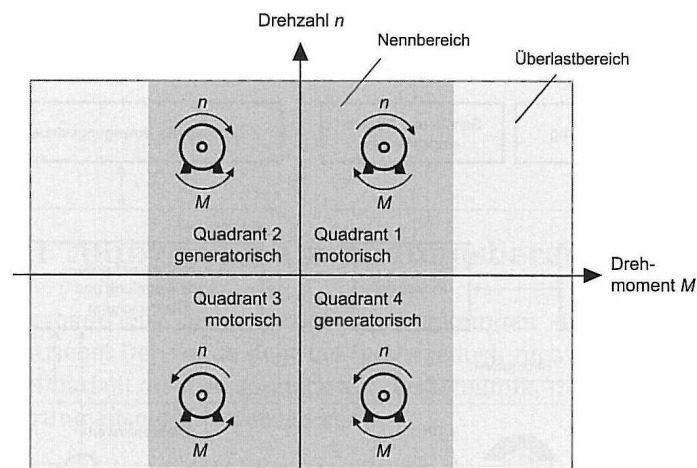 Drehzahl n
Nennbereich
Überlastbereich
n
n
M
M
Quadrant 2
generatorisch
Quadrant 1
motorisch
Dreh-
moment M
Quadrant 3
motorisch
Quadrant 4
generatorisch
n
n
M
M